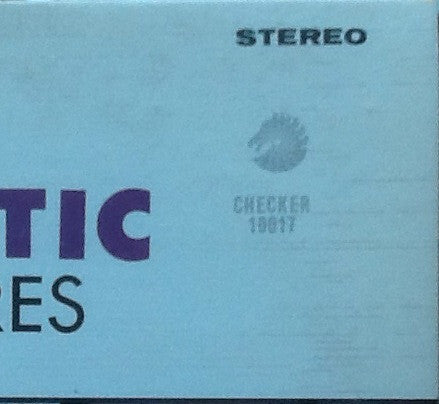 STEREO
CHECKER
10017
TIC
RES